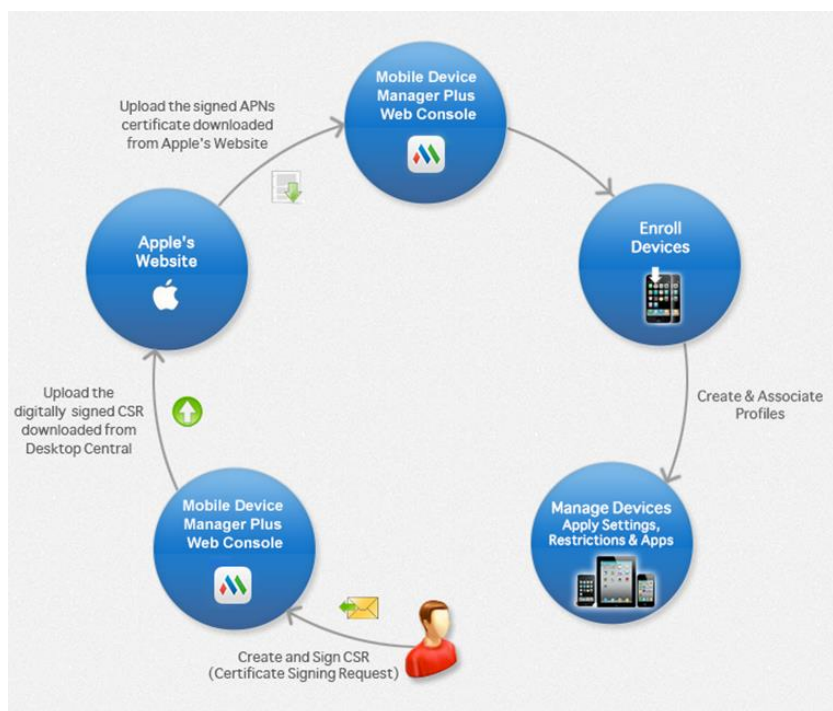 Mobile Device
Manager Plus
Web Console
Upload the signed APNs
certificate downloaded
from Apple's Website
Apple's
Website
Enroll
Devices
Upload the
digitally signed CSR
downloaded from
Desktop Central
Create & Associate
Profiles
Mobile Device
Manager Plus
Web Console
Manage Devices
Apply Settings,
Restrictions & Apps
Create and Sign CSR
(Certificate Signing Request)